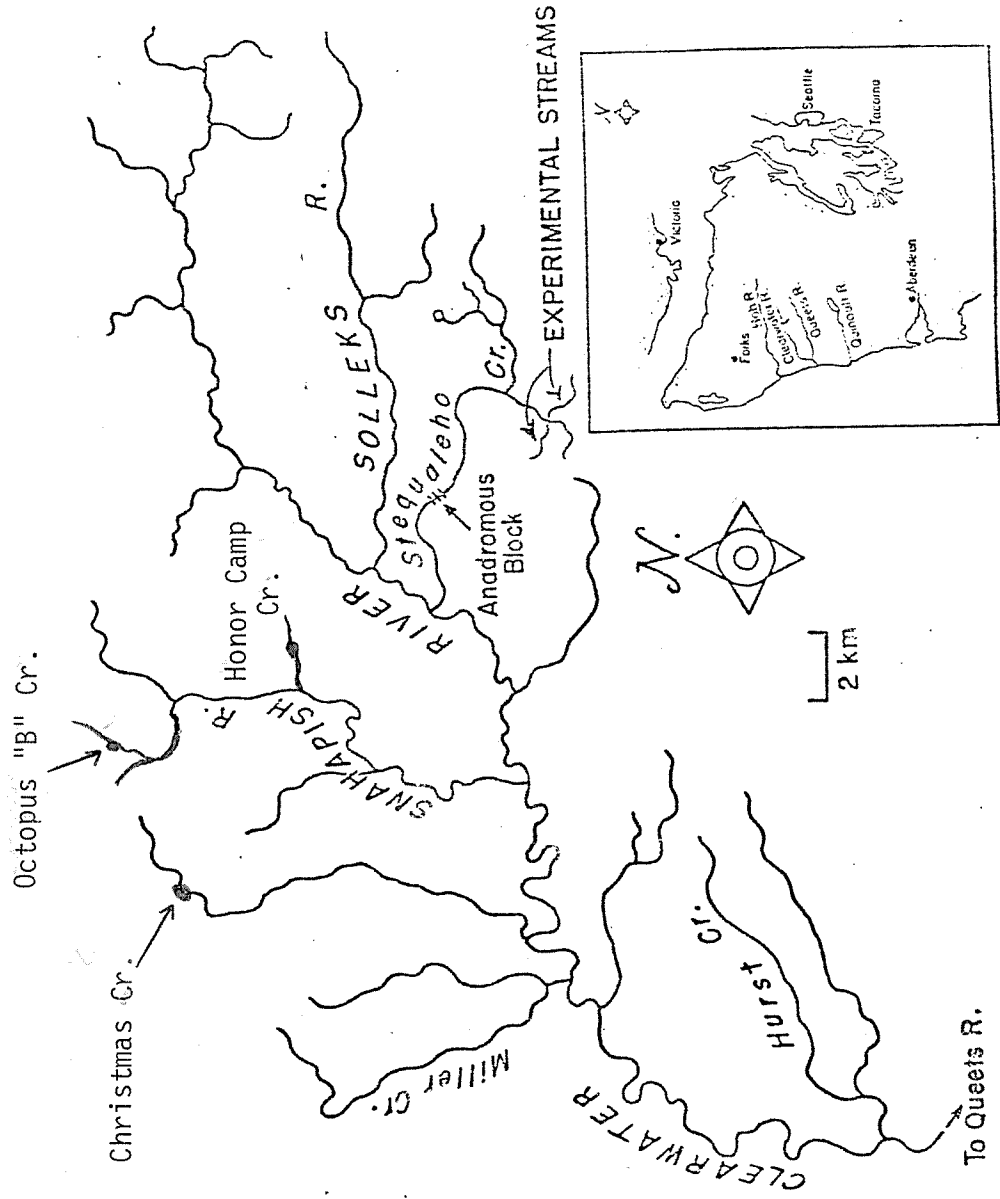 Octopus "B" Cr.
Christmas Cr.
Honor Camp
Cr.
SNAHAPISH
R.
SOLLEKS
R.
Stequaleho
Cr.
Anadromous
Block
EXPERIMENTAL STREAMS
CLEARWATER
RIVER
Miller
Cr.
Hurst
Cr.
To Queets R.
N.
2 km
N
Seattle
Tacoma
Victoria
Forks
Hoh R.
Clearwater R.
Queets R.
Quinault R.
Aberdeen